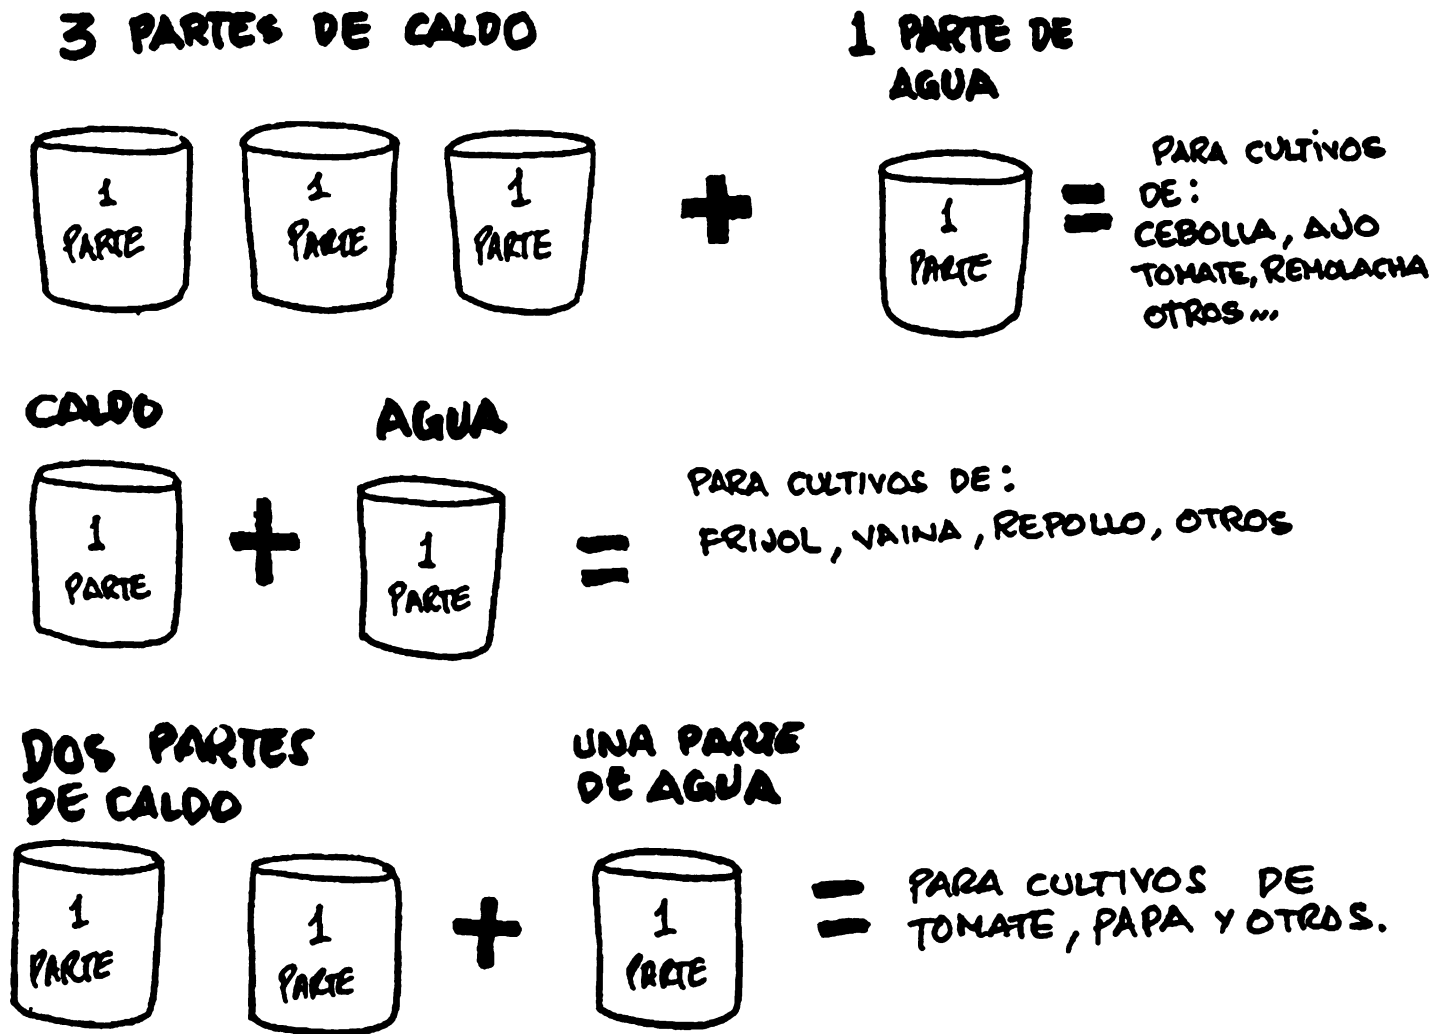 3 PARTES DE CALDO
1 PARTE DE
AGUA
1
PARTE
1
PARTE
1
PARTE
1
PARTE
PARA CULTIVOS
DE:
CEBOLLA, AJO
TOMATE, REMOLACHA
OTROS...
CALDO
AGUA
1
PARTE
1
PARTE
PARA CULTIVOS DE:
FRIJOL, VAINA, REPOLLO, OTROS
DOS PARTES
DE CALDO
UNA PARTE
DE AGUA
1
PARTE
1
PARTE
1
PARTE
PARA CULTIVOS DE
TOMATE, PAPA Y OTROS.